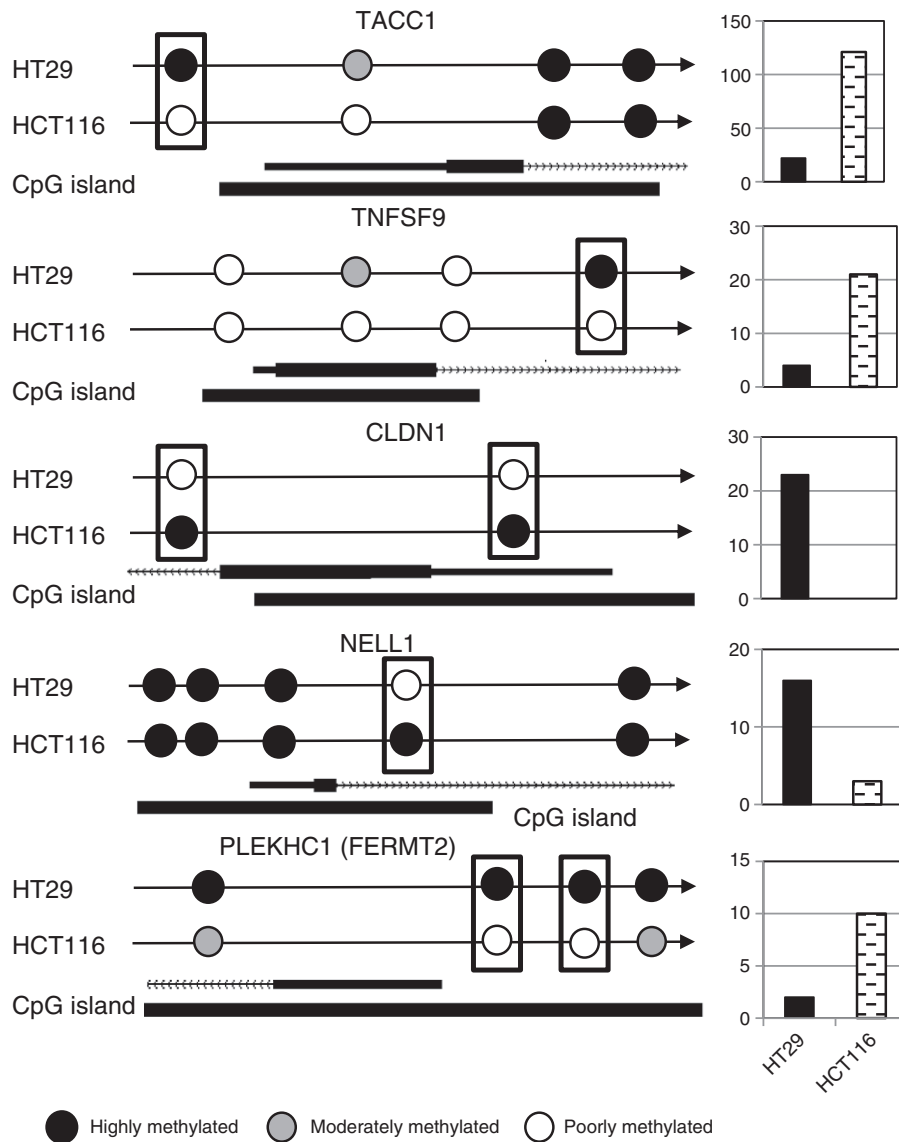 TACC1
HT29
HCT116
CpG island
150
100
50
0
TNFSF9
HT29
HCT116
CpG island
30
20
10
0
CLDN1
HT29
HCT116
CpG island
30
20
10
0
NELL1
HT29
HCT116
CpG island
20
10
0
PLEKHC1 (FERMT2)
HT29
HCT116
CpG island
15
10
5
0
HT29
HCT116
Highly methylated
Moderately methylated
Poorly methylated